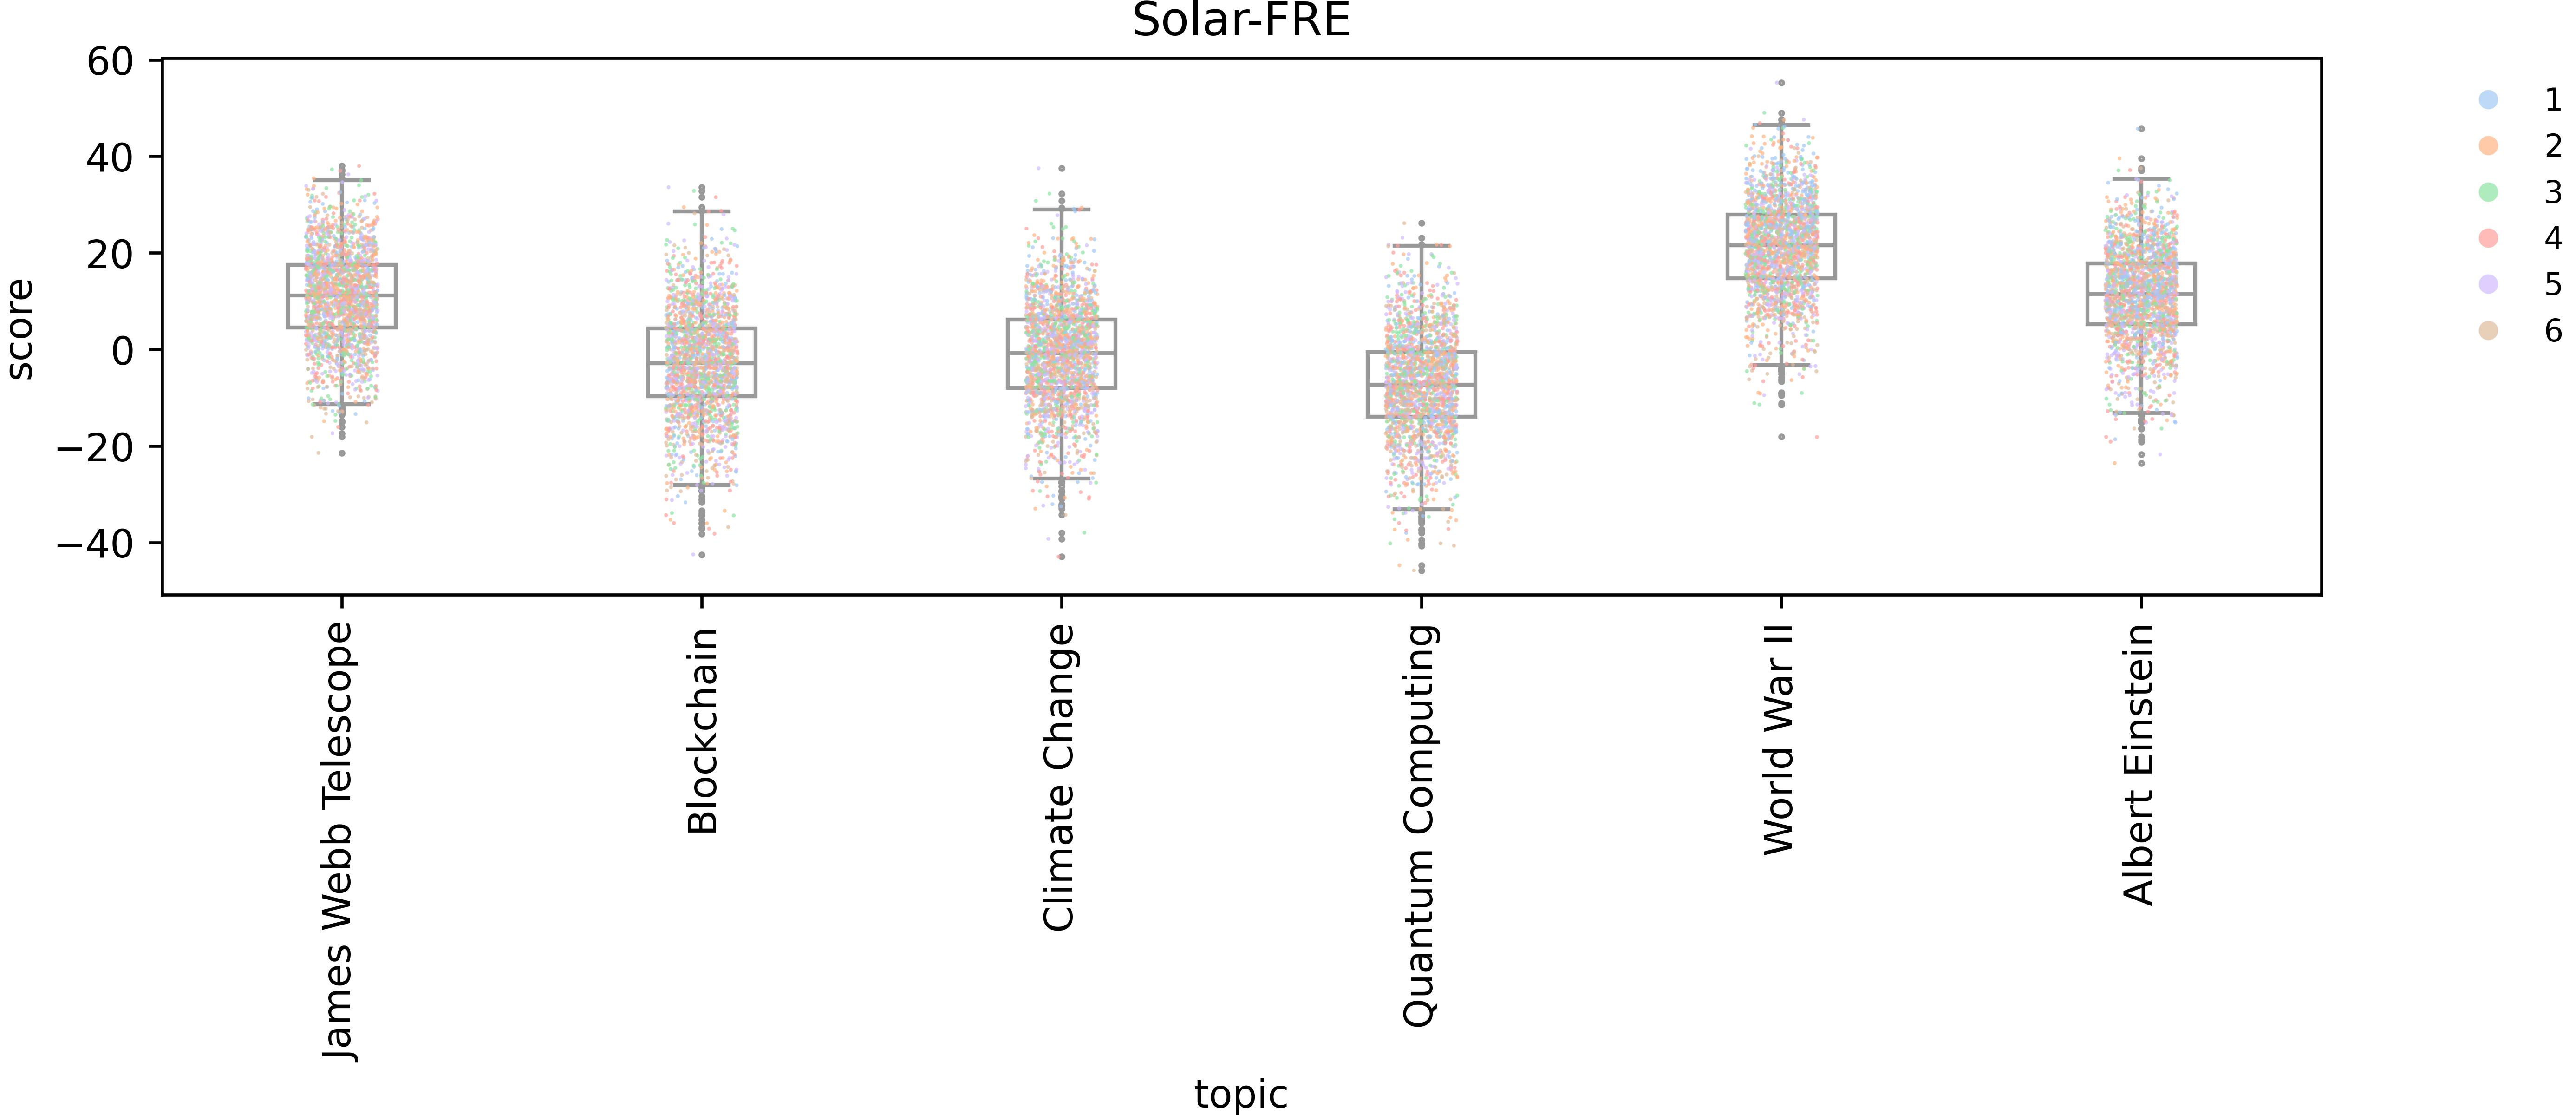 Solar-FRE
score
60
40
20
0
−20
−40
1
2
3
4
5
6
James Webb Telescope
Blockchain
Climate Change
Quantum Computing
World War II
Albert Einstein
topic